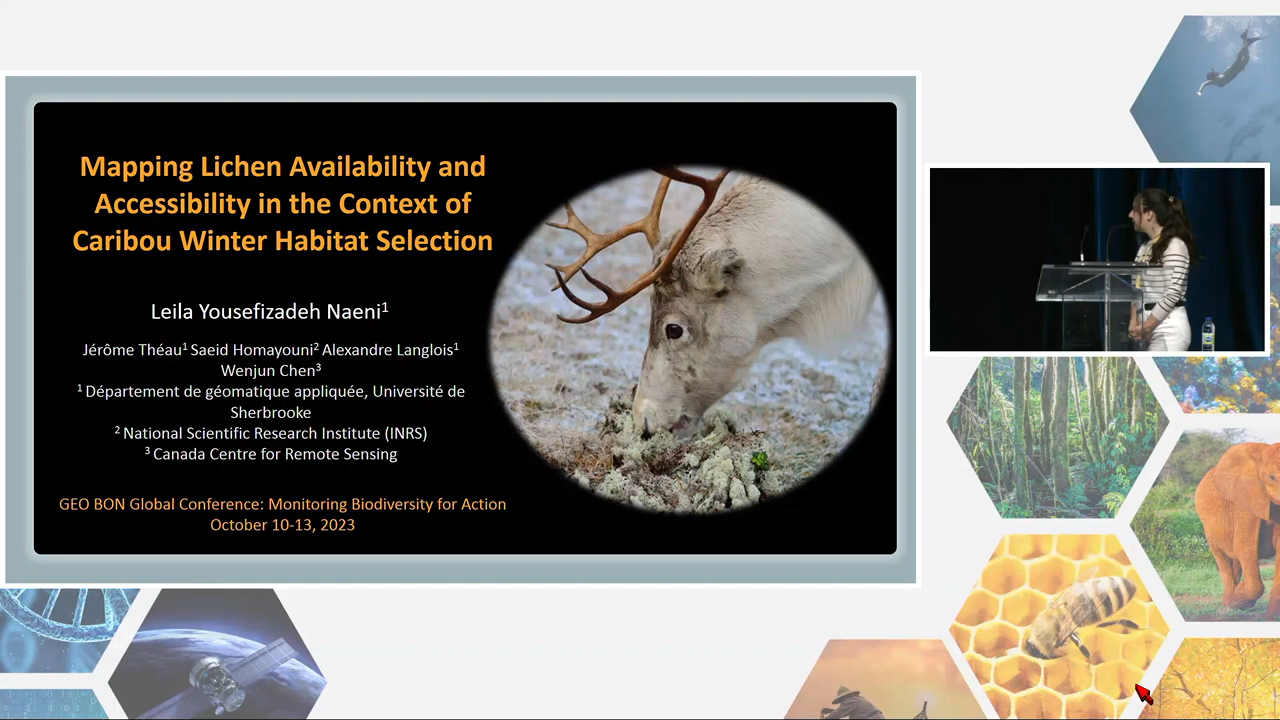 Mapping Lichen Availability and
Accessibility in the Context of
Caribou Winter Habitat Selection
Leila Yousefizadeh Naeni¹
Jérôme Théau¹ Saeid Homayouni² Alexandre Langlois¹
Wenjun Chen³
¹ Département de géomatique appliquée, Université de
Sherbrooke
² National Scientific Research Institute (INRS)
³ Canada Centre for Remote Sensing
GEO BON Global Conference: Monitoring Biodiversity for Action
October 10-13, 2023